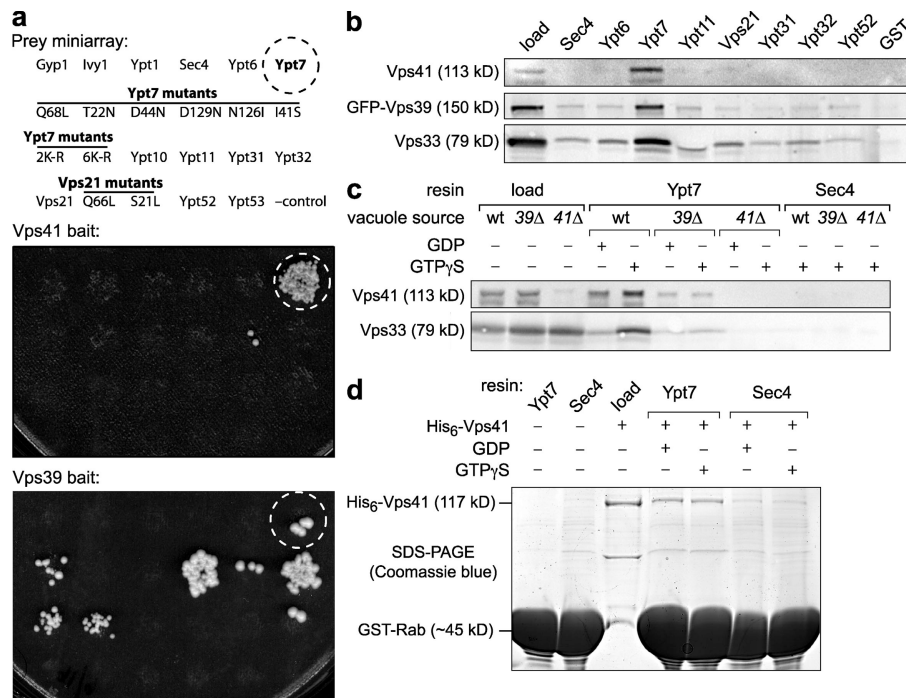 a
Prey miniarray:
Gyp1 Ivy1 Ypt1 Sec4 Ypt6 Ypt7
Ypt7 mutants
Q68L T22N D44N D129N N126I I41S
Ypt7 mutants
2K-R 6K-R Ypt10 Ypt11 Ypt31 Ypt32
Vps21 mutants
Vps21 Q66L S21L Ypt52 Ypt53 –control
Vps41 bait:
Vps39 bait:
b
load Sec4 Ypt6 Ypt7 Ypt11 Vps21 Ypt31 Ypt32 Ypt52 GST
Vps41 (113 kD)
GFP-Vps39 (150 kD)
Vps33 (79 kD)
c
resin load Ypt7 Sec4
vacuole source wt 39Δ 41Δ wt 39Δ 41Δ wt 39Δ 41Δ
GDP – – – + – + – + – – – –
GTPγS – – – – + – + – + + + +
Vps41 (113 kD)
Vps33 (79 kD)
d
resin: Ypt7 Sec4 load Ypt7 Sec4
His6-Vps41 – – + + + + +
GDP – – – + – + –
GTPγS – – – – + – +
His6-Vps41 (117 kD)
SDS-PAGE
(Coomassie blue)
GST-Rab (~45 kD)